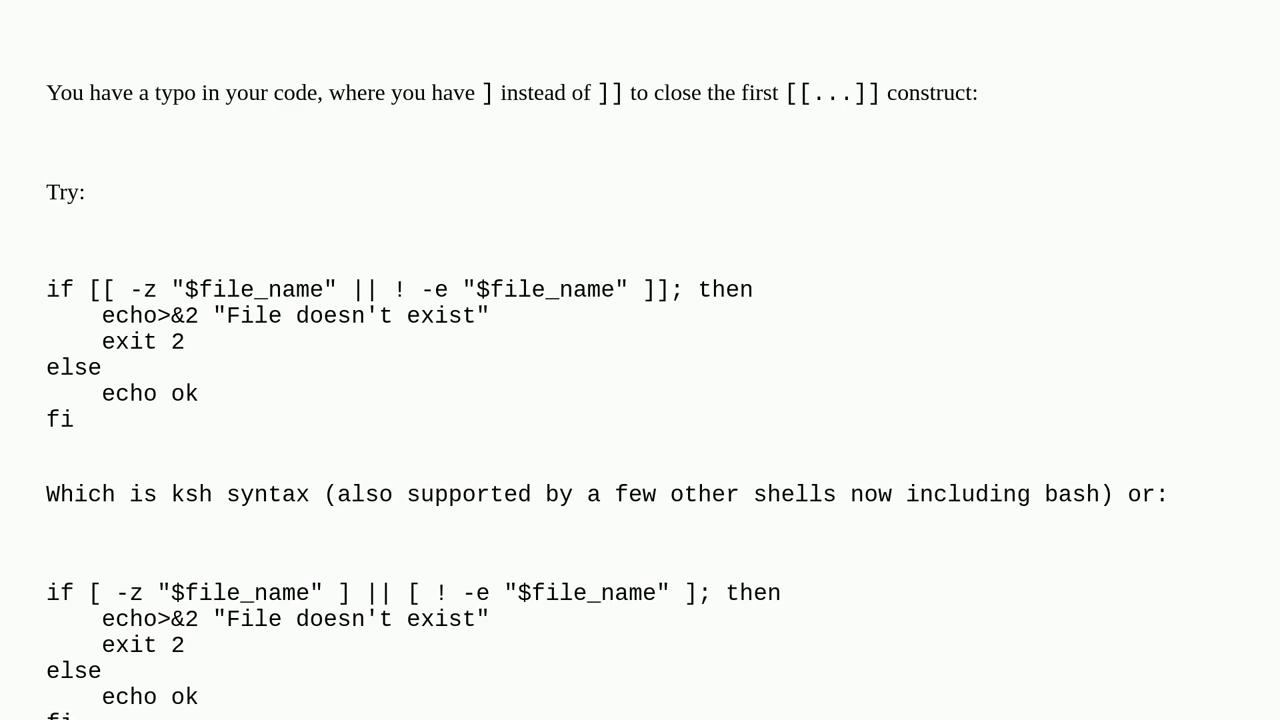 You have a typo in your code, where you have ] instead of ]] to close the first [[...]] construct:
Try:
if [[ -z "$file_name" || ! -e "$file_name" ]]; then
    echo>&2 "File doesn't exist"
    exit 2
else
    echo ok
fi
Which is ksh syntax (also supported by a few other shells now including bash) or:
if [ -z "$file_name" ] || [ ! -e "$file_name" ]; then
    echo>&2 "File doesn't exist"
    exit 2
else
    echo ok
fi